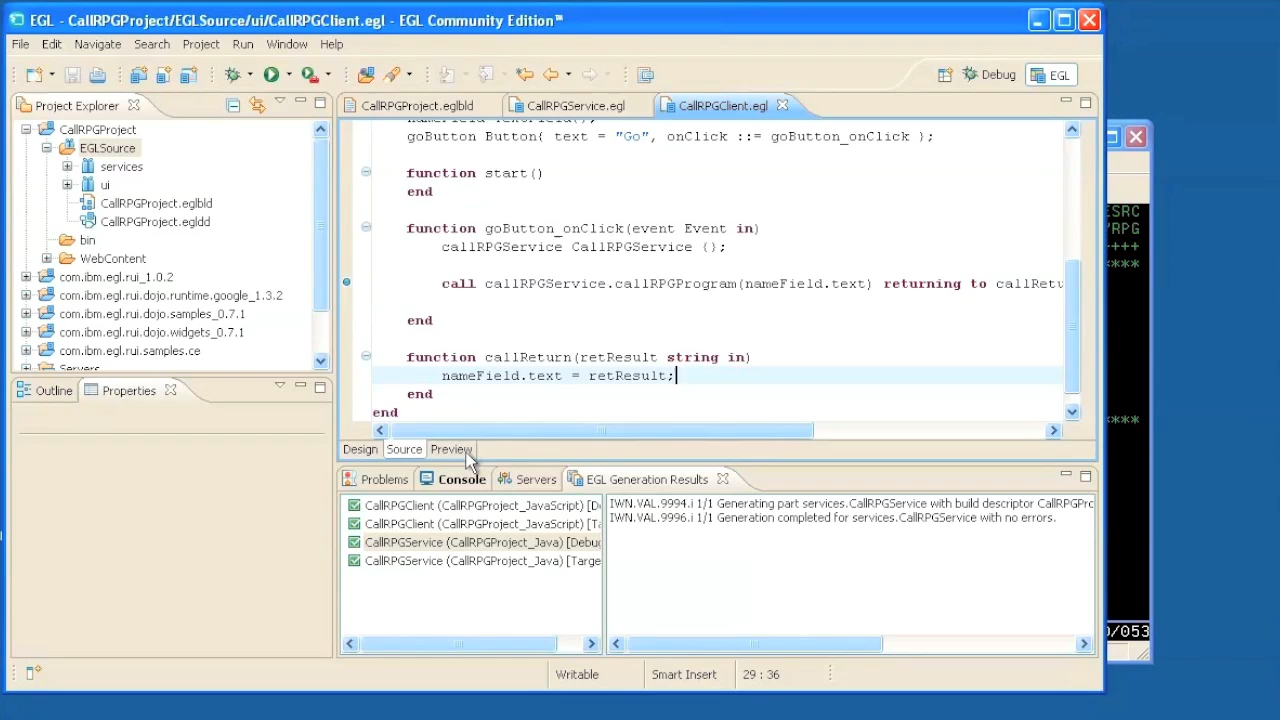 EGL - CallRPGProject/EGLSource/ui/CallRPGClient.egl - EGL Community Edition™
File Edit Navigate Search Project Run Window Help
Debug EGL
Project Explorer
CallRPGProject
EGLSource
services
ui
CallRPGProject.eglbld
CallRPGProject.egldd
bin
WebContent
com.ibm.egl.rui_1.0.2
com.ibm.egl.rui.dojo.runtime.google_1.3.2
com.ibm.egl.rui.dojo.samples_0.7.1
com.ibm.egl.rui.dojo.widgets_0.7.1
com.ibm.egl.rui.samples.ce
Outline Properties
CallRPGProject.eglbld CallRPGService.egl CallRPGClient.egl
goButton Button{ text = "Go", onClick ::= goButton_onClick };
function start()
end
function goButton_onClick(event Event in)
callRPGService CallRPGService {};
call callRPGService.callRPGProgram(nameField.text) returning to callRetu
end
function callReturn(retResult string in)
nameField.text = retResult;
end
end
Design Source Preview
Problems Console Servers EGL Generation Results
CallRPGClient (CallRPGProject_JavaScript) [De
CallRPGClient (CallRPGProject_JavaScript) [Ta
CallRPGService (CallRPGProject_Java) [Debug
CallRPGService (CallRPGProject_Java) [Target
IWN.VAL.9994.i 1/1 Generating part services.CallRPGService with build descriptor CallRPGPro
IWN.VAL.9996.i 1/1 Generation completed for services.CallRPGService with no errors.
Writable Smart Insert 29 : 36
ESRC
/RPG
+++
****
****
/053